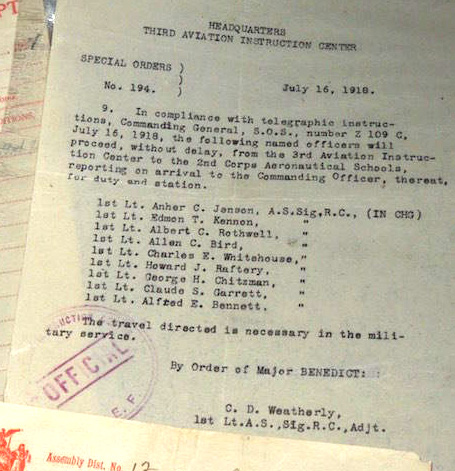 HEADQUARTERS
THIRD AVIATION INSTRUCTION CENTER
SPECIAL ORDERS )
)
No. 194. ) July 16, 1918.
9. In compliance with telegraphic instruc-
tions, Commanding General, S.O.S., number Z 109 C,
July 16, 1918, the following named officers will
proceed, without delay, from the 3rd Aviation Instruc-
tion Center to the 2nd Corps Aeronautical Schools,
reporting on arrival to the Commanding Officer, thereat,
for duty and station.
1st Lt. Anher C. Jensen, A.S.Sig.R.C., (IN CHG)
1st Lt. Edmon T. Kennon, "
1st Lt. Albert C. Rothwell, "
1st Lt. Allen C. Bird, "
1st Lt. Charles E. Whitehouse, "
1st Lt. Howard J. Raftery, "
1st Lt. George H. Chitzman, "
1st Lt. Claude S. Garrett, "
1st Lt. Alfred E. Bennett. "
The travel directed is necessary in the mili-
tary service.
OFFICIAL
E. F.
By Order of Major BENEDICT:
C. D. Weatherly,
1st Lt.A.S.,Sig.R.C.,Adjt.
Assembly Dist. No. 12